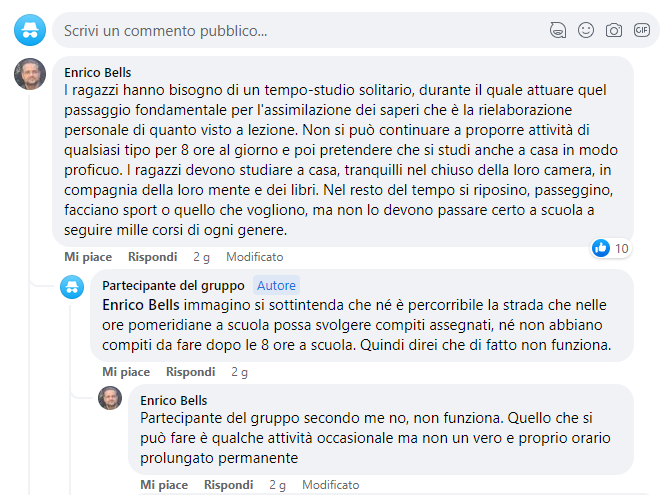 Scrivi un commento pubblico...
GIF
Enrico Bells
I ragazzi hanno bisogno di un tempo-studio solitario, durante il quale attuare quel
passaggio fondamentale per l'assimilazione dei saperi che è la rielaborazione
personale di quanto visto a lezione. Non si può continuare a proporre attività di
qualsiasi tipo per 8 ore al giorno e poi pretendere che si studi anche a casa in modo
proficuo. I ragazzi devono studiare a casa, tranquilli nel chiuso della loro camera, in
compagnia della loro mente e dei libri. Nel resto del tempo si riposino, passeggino,
facciano sport o quello che vogliono, ma non lo devono passare certo a scuola a
seguire mille corsi di ogni genere.
10
Mi piace Rispondi 2 g Modificato
Partecipante del gruppo Autore
Enrico Bells immagino si sottintenda che né è percorribile la strada che nelle
ore pomeridiane a scuola possa svolgere compiti assegnati, né non abbiano
compiti da fare dopo le 8 ore a scuola. Quindi direi che di fatto non funziona.
Mi piace Rispondi 2 g
Enrico Bells
Partecipante del gruppo secondo me no, non funziona. Quello che si
può fare è qualche attività occasionale ma non un vero e proprio orario
prolungato permanente
Mi piace Rispondi 2 g Modificato